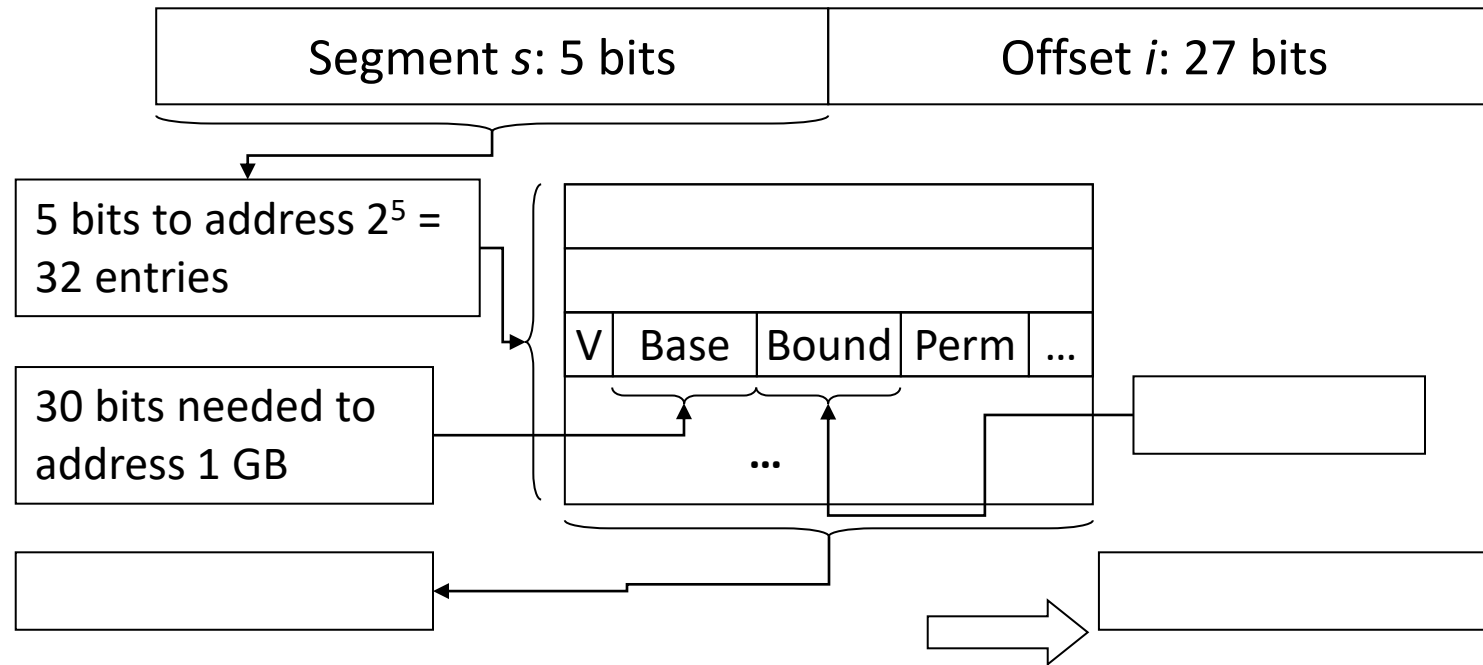 Segment s: 5 bits
Offset i: 27 bits
5 bits to address 2⁵ =
32 entries
V Base Bound Perm ...
30 bits needed to
address 1 GB
...